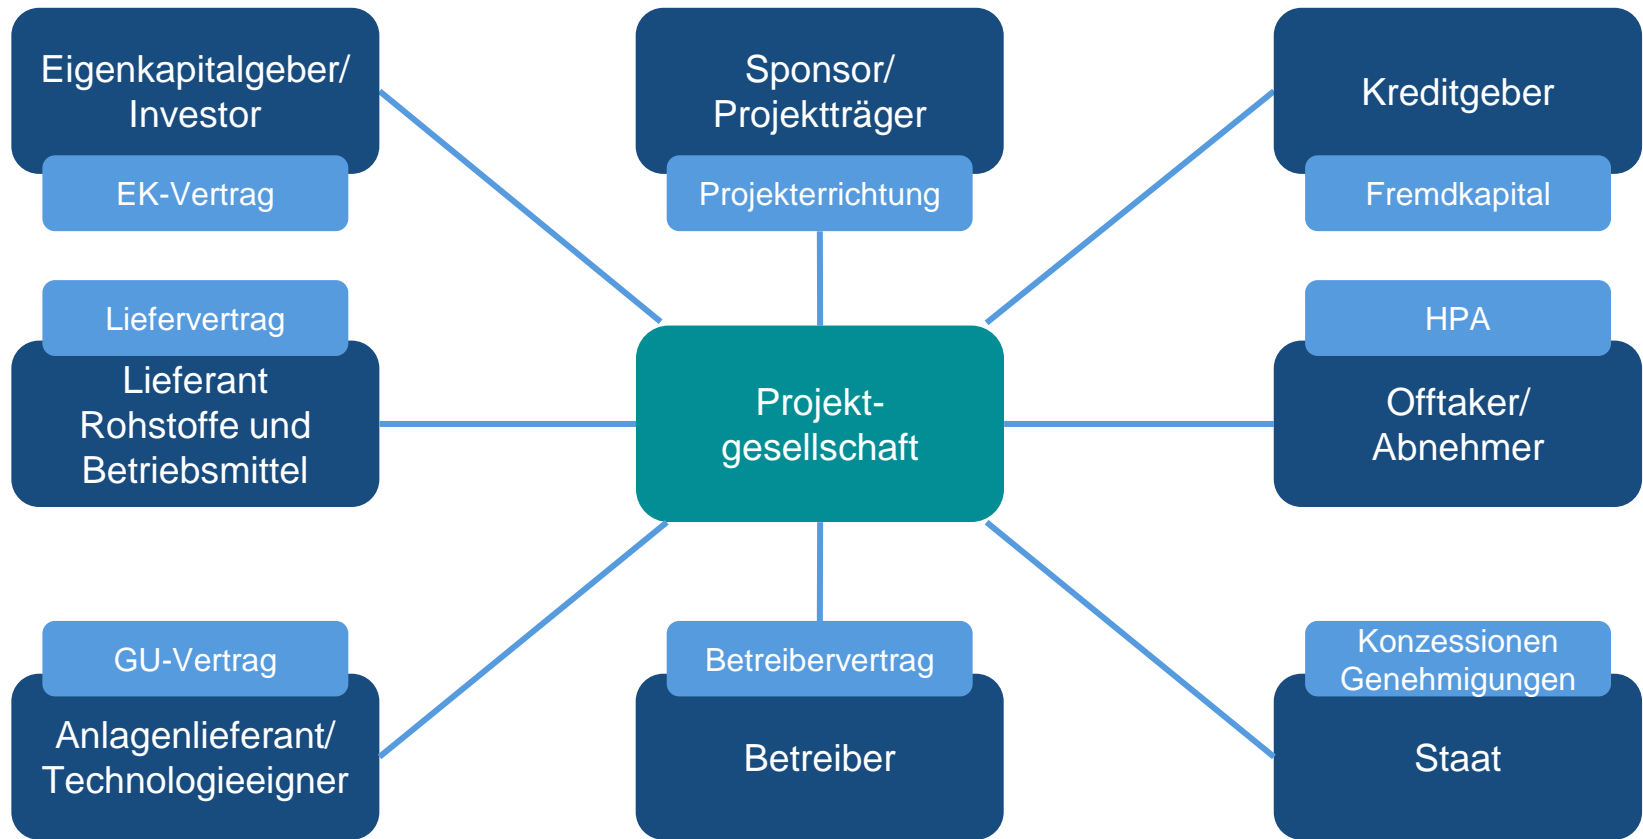 Eigenkapitalgeber/
Investor
EK-Vertrag
Sponsor/
Projektträger
Projekterrichtung
Kreditgeber
Fremdkapital
Liefervertrag
Lieferant
Rohstoffe und
Betriebsmittel
Projekt-
gesellschaft
HPA
Offtaker/
Abnehmer
GU-Vertrag
Anlagenlieferant/
Technologieeigner
Betreibervertrag
Betreiber
Konzessionen
Genehmigungen
Staat